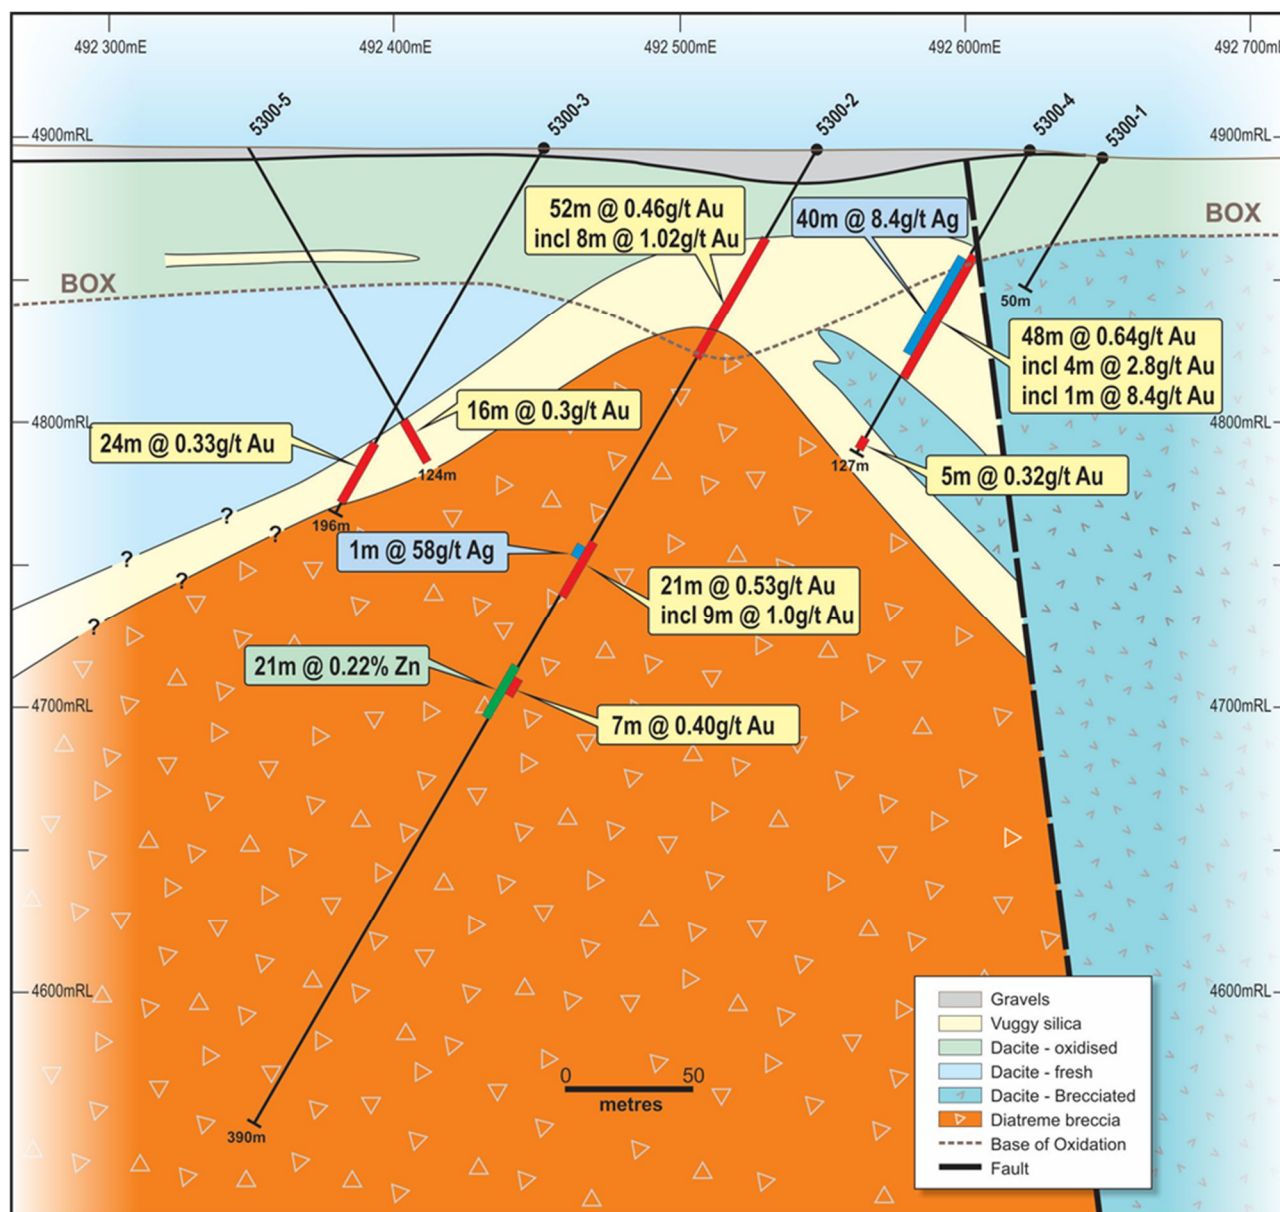 492 300mE
492 400mE
492 500mE
492 600mE
492 700mE
5300-5
5300-3
5300-2
5300-4
5300-1
4900mRL
4900mRL
52m @ 0.46g/t Au
incl 8m @ 1.02g/t Au
40m @ 8.4g/t Ag
BOX
BOX
50m
48m @ 0.64g/t Au
incl 4m @ 2.8g/t Au
incl 1m @ 8.4g/t Au
16m @ 0.3g/t Au
4800mRL
4800mRL
24m @ 0.33g/t Au
124m
127m
5m @ 0.32g/t Au
196m
?
?
?
?
?
1m @ 58g/t Ag
21m @ 0.53g/t Au
incl 9m @ 1.0g/t Au
21m @ 0.22% Zn
4700mRL
4700mRL
7m @ 0.40g/t Au
4600mRL
4600mRL
Gravels
Vuggy silica
Dacite - oxidised
Dacite - fresh
Dacite - Brecciated
Diatreme breccia
Base of Oxidation
Fault
0 50
metres
390m